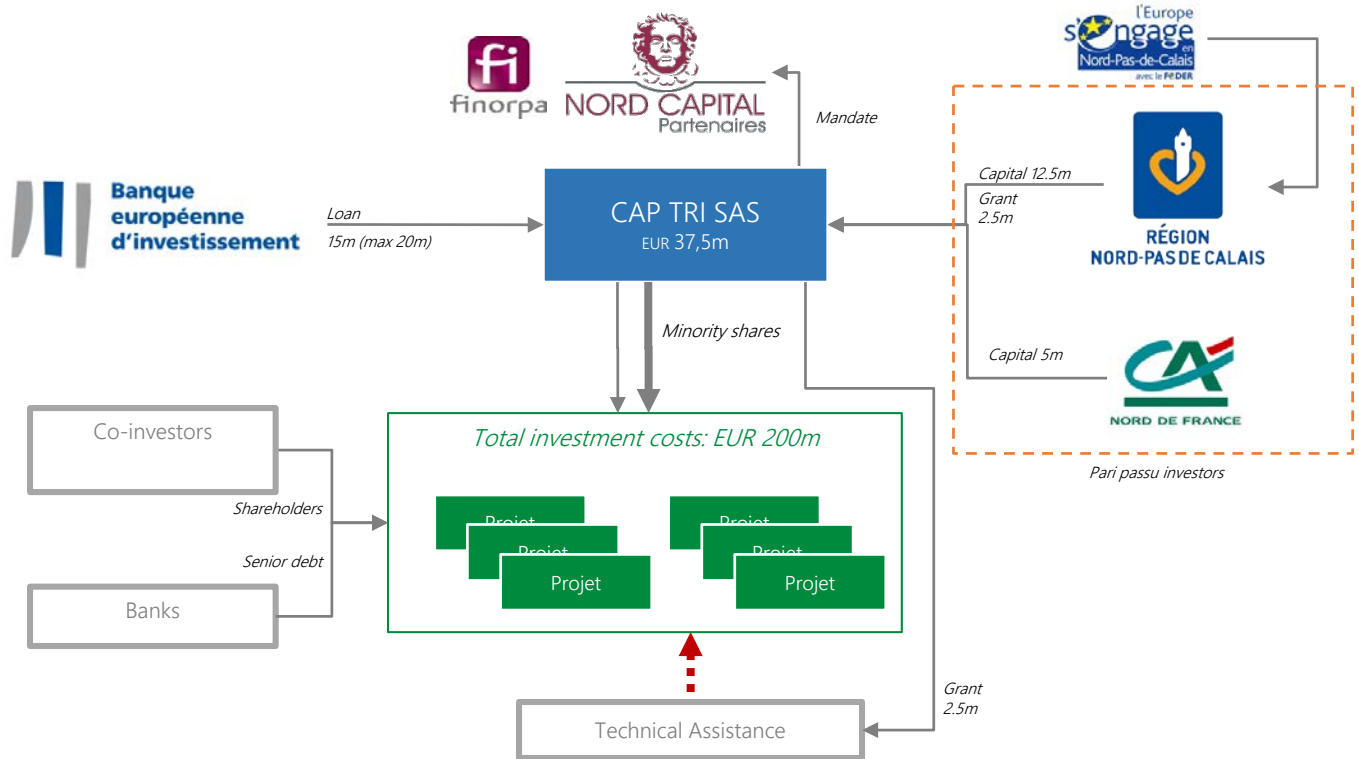 l'Europe
s'engage
en
Nord-Pas-de-Calais
avec le FEDER
fi
finorpa
NORD CAPITAL
Partenaires
Mandate
Banque
européenne
d'investissement
Loan
15m (max 20m)
CAP TRI SAS
EUR 37,5m
Capital 12.5m
Grant
2.5m
RÉGION
NORD-PAS DE CALAIS
Minority shares
Capital 5m
CA
NORD DE FRANCE
Pari passu investors
Co-investors
Shareholders
Senior debt
Banks
Total investment costs: EUR 200m
Projet
Projet
Projet
Projet
Projet
Projet
Grant
2.5m
Technical Assistance